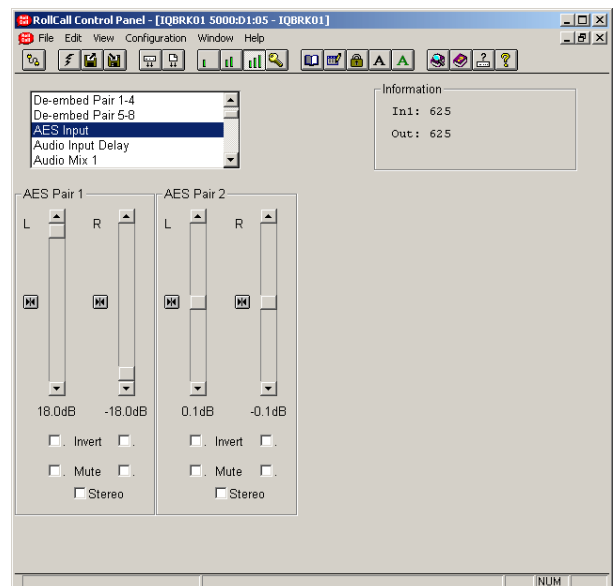 RollCall Control Panel - [IQBRK01 5000:D1:05 - IQBRK01]
File Edit View Configuration Window Help
A A ?
De-embed Pair 1-4
De-embed Pair 5-8
AES Input
Audio Input Delay
Audio Mix 1
Information
In1: 625
Out: 625
AES Pair 1
AES Pair 2
L R L R
18.0dB -18.0dB 0.1dB -0.1dB
. Invert . . Invert .
. Mute . . Mute .
Stereo Stereo
NUM